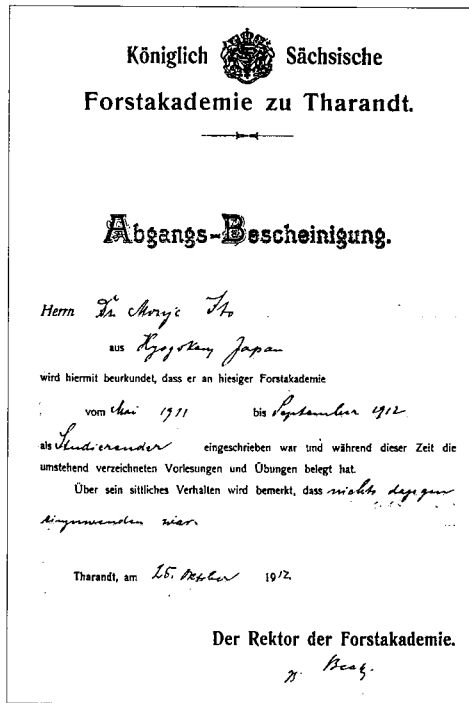 Königlich Sächsische
Forstakademie zu Tharandt.
Abgangs-Bescheinigung.
Herrn Dr. Ito
aus Japan
wird hiermit beurkundet, dass er an hiesiger Forstakademie
vom Mai 1911 bis September 1912
als Studierender eingeschrieben war und während dieser Zeit die
umstehend verzeichneten Vorlesungen und Übungen belegt hat.
Über sein sittliches Verhalten wird bemerkt, dass nichts dagegen
einzuwenden war.
Tharandt, am 25. Oktober 1912
Der Rektor der Forstakademie.